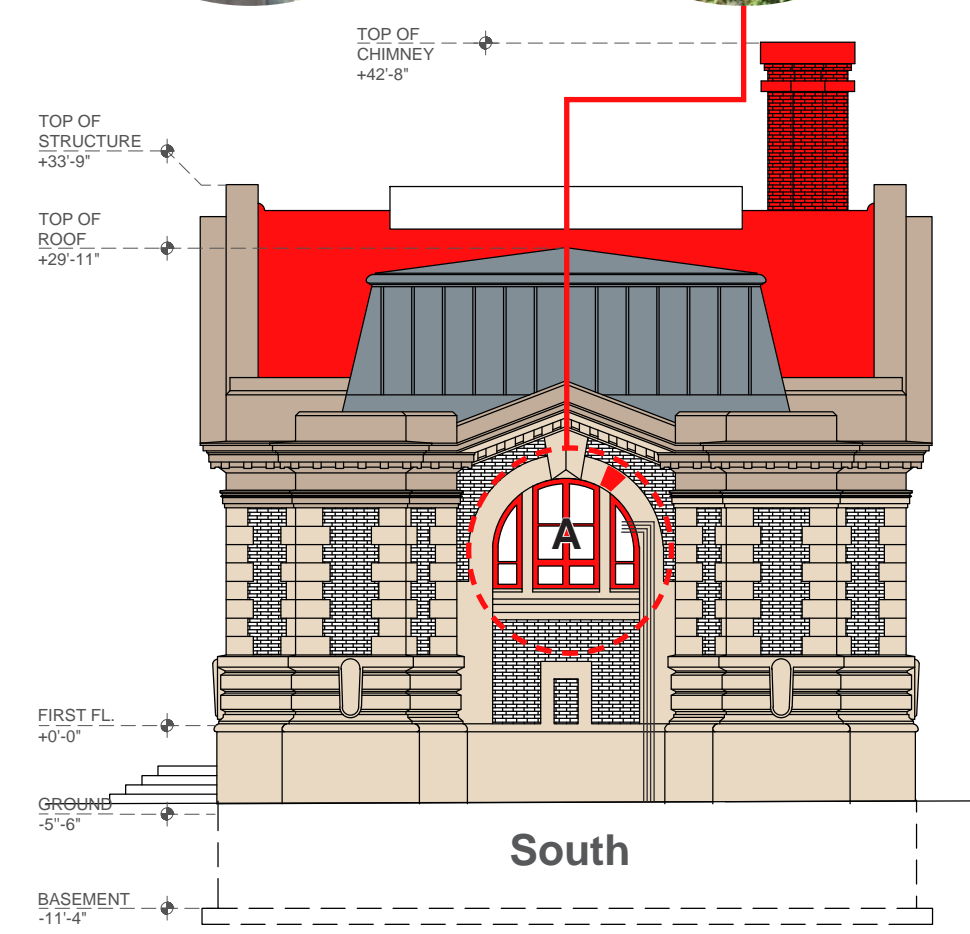 TOP OF
CHIMNEY
+42'-8"
TOP OF
STRUCTURE
+33'-9"
TOP OF
ROOF
+29'-11"
A
FIRST FL.
+0'-0"
GROUND
-5"-6"
South
BASEMENT
-11'-4"